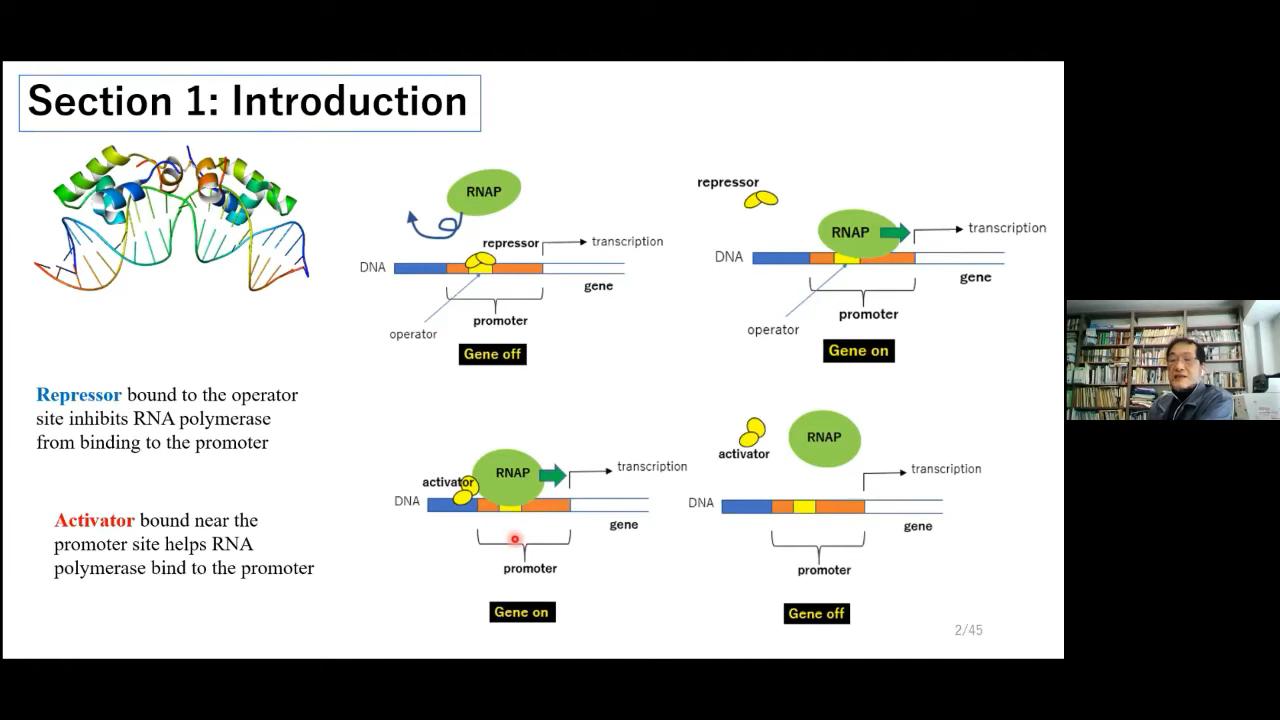 Section 1: Introduction
RNAP
repressor
transcription
DNA
gene
operator
promoter
Gene off
repressor
RNAP
transcription
DNA
gene
promoter
operator
Gene on
Repressor bound to the operator
site inhibits RNA polymerase
from binding to the promoter
Activator bound near the
promoter site helps RNA
polymerase bind to the promoter
activator
RNAP
transcription
DNA
gene
promoter
Gene on
activator
RNAP
transcription
DNA
gene
promoter
Gene off
2/45